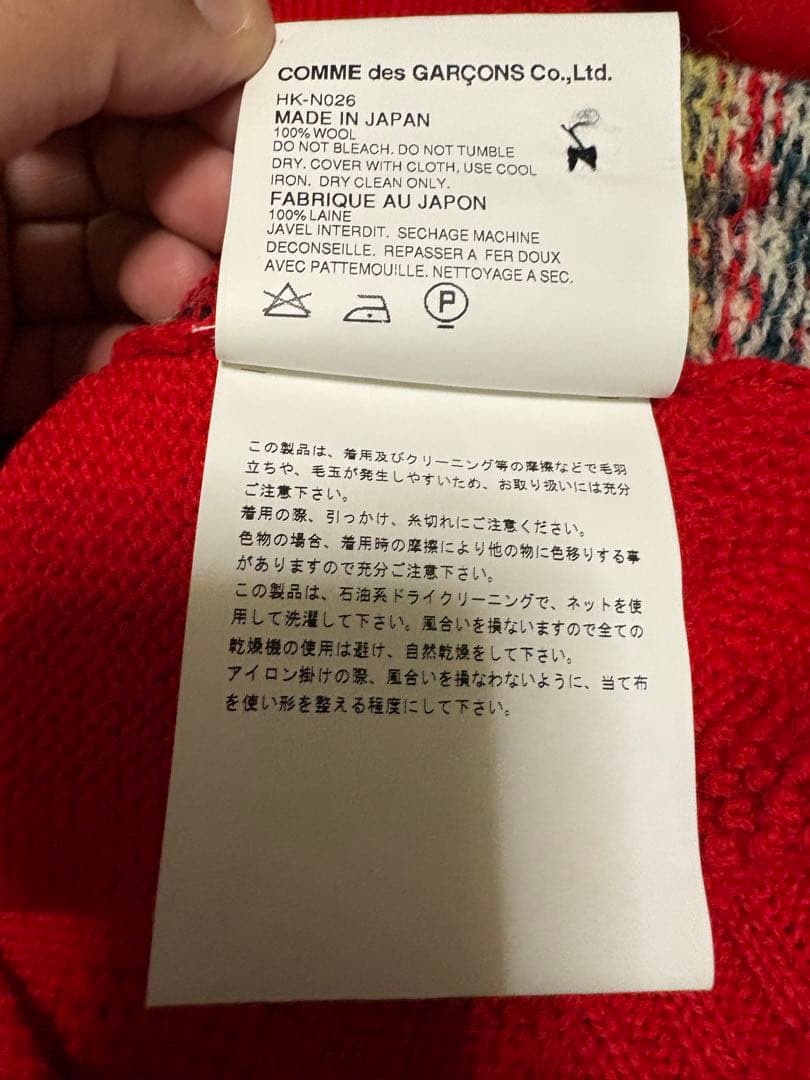 COMME des GARÇONS Co.,Ltd.
HK-N026
MADE IN JAPAN
100% WOOL
DO NOT BLEACH. DO NOT TUMBLE
DRY. COVER WITH CLOTH, USE COOL
IRON. DRY CLEAN ONLY.
FABRIQUE AU JAPON
100% LAINE
JAVEL INTERDIT. SECHAGE MACHINE
DECONSEILLE. REPASSER A FER DOUX
AVEC PATTEMOUILLE. NETTOYAGE A SEC.
P
この製品は、着用及びクリーニング等の摩擦などで毛羽
立ちや、毛玉が発生しやすいため、お取り扱いには充分
ご注意下さい。
着用の際、引っかけ、糸切れにご注意ください。
色物の場合、着用時の摩擦により他の物に色移りする事
がありますので充分ご注意下さい。
この製品は、石油系ドライクリーニングで、ネットを使
用して洗濯して下さい。風合いを損ないますので全ての
乾燥機の使用は避け、自然乾燥をして下さい。
アイロン掛けの際、風合いを損なわないように、当て布
を使い形を整える程度にして下さい。